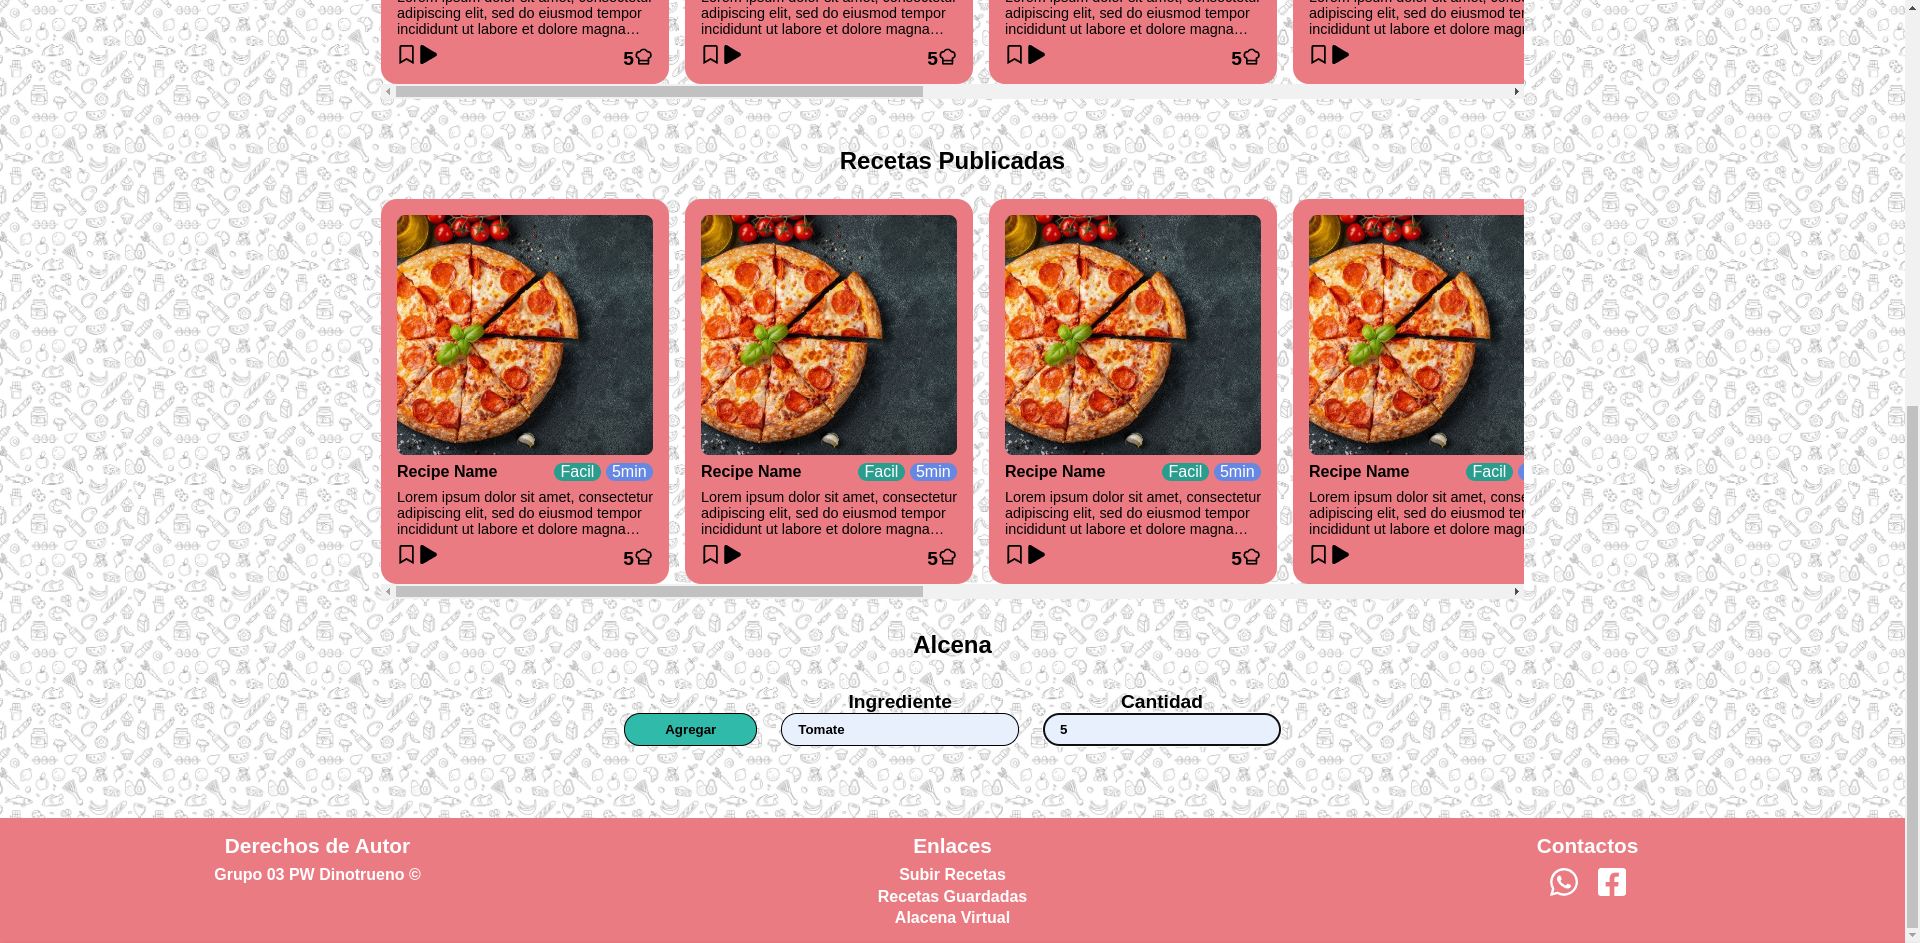 Lorem ipsum dolor sit amet, consectetur
adipiscing elit, sed do eiusmod tempor
incididunt ut labore et dolore magna…
5
Lorem ipsum dolor sit amet, consectetur
adipiscing elit, sed do eiusmod tempor
incididunt ut labore et dolore magna…
5
Lorem ipsum dolor sit amet, consectetur
adipiscing elit, sed do eiusmod tempor
incididunt ut labore et dolore magna…
5
Lorem ipsum dolor sit amet, conse
adipiscing elit, sed do eiusmod ter
incididunt ut labore et dolore magn
Recetas Publicadas
Recipe Name Facil 5min
Lorem ipsum dolor sit amet, consectetur
adipiscing elit, sed do eiusmod tempor
incididunt ut labore et dolore magna…
5
Recipe Name Facil 5min
Lorem ipsum dolor sit amet, consectetur
adipiscing elit, sed do eiusmod tempor
incididunt ut labore et dolore magna…
5
Recipe Name Facil 5min
Lorem ipsum dolor sit amet, consectetur
adipiscing elit, sed do eiusmod tempor
incididunt ut labore et dolore magna…
5
Recipe Name Facil
Lorem ipsum dolor sit amet, conse
adipiscing elit, sed do eiusmod ter
incididunt ut labore et dolore magn
Alcena
Ingrediente Cantidad
Agregar Tomate 5
Derechos de Autor
Grupo 03 PW Dinotrueno ©
Enlaces
Subir Recetas
Recetas Guardadas
Alacena Virtual
Contactos